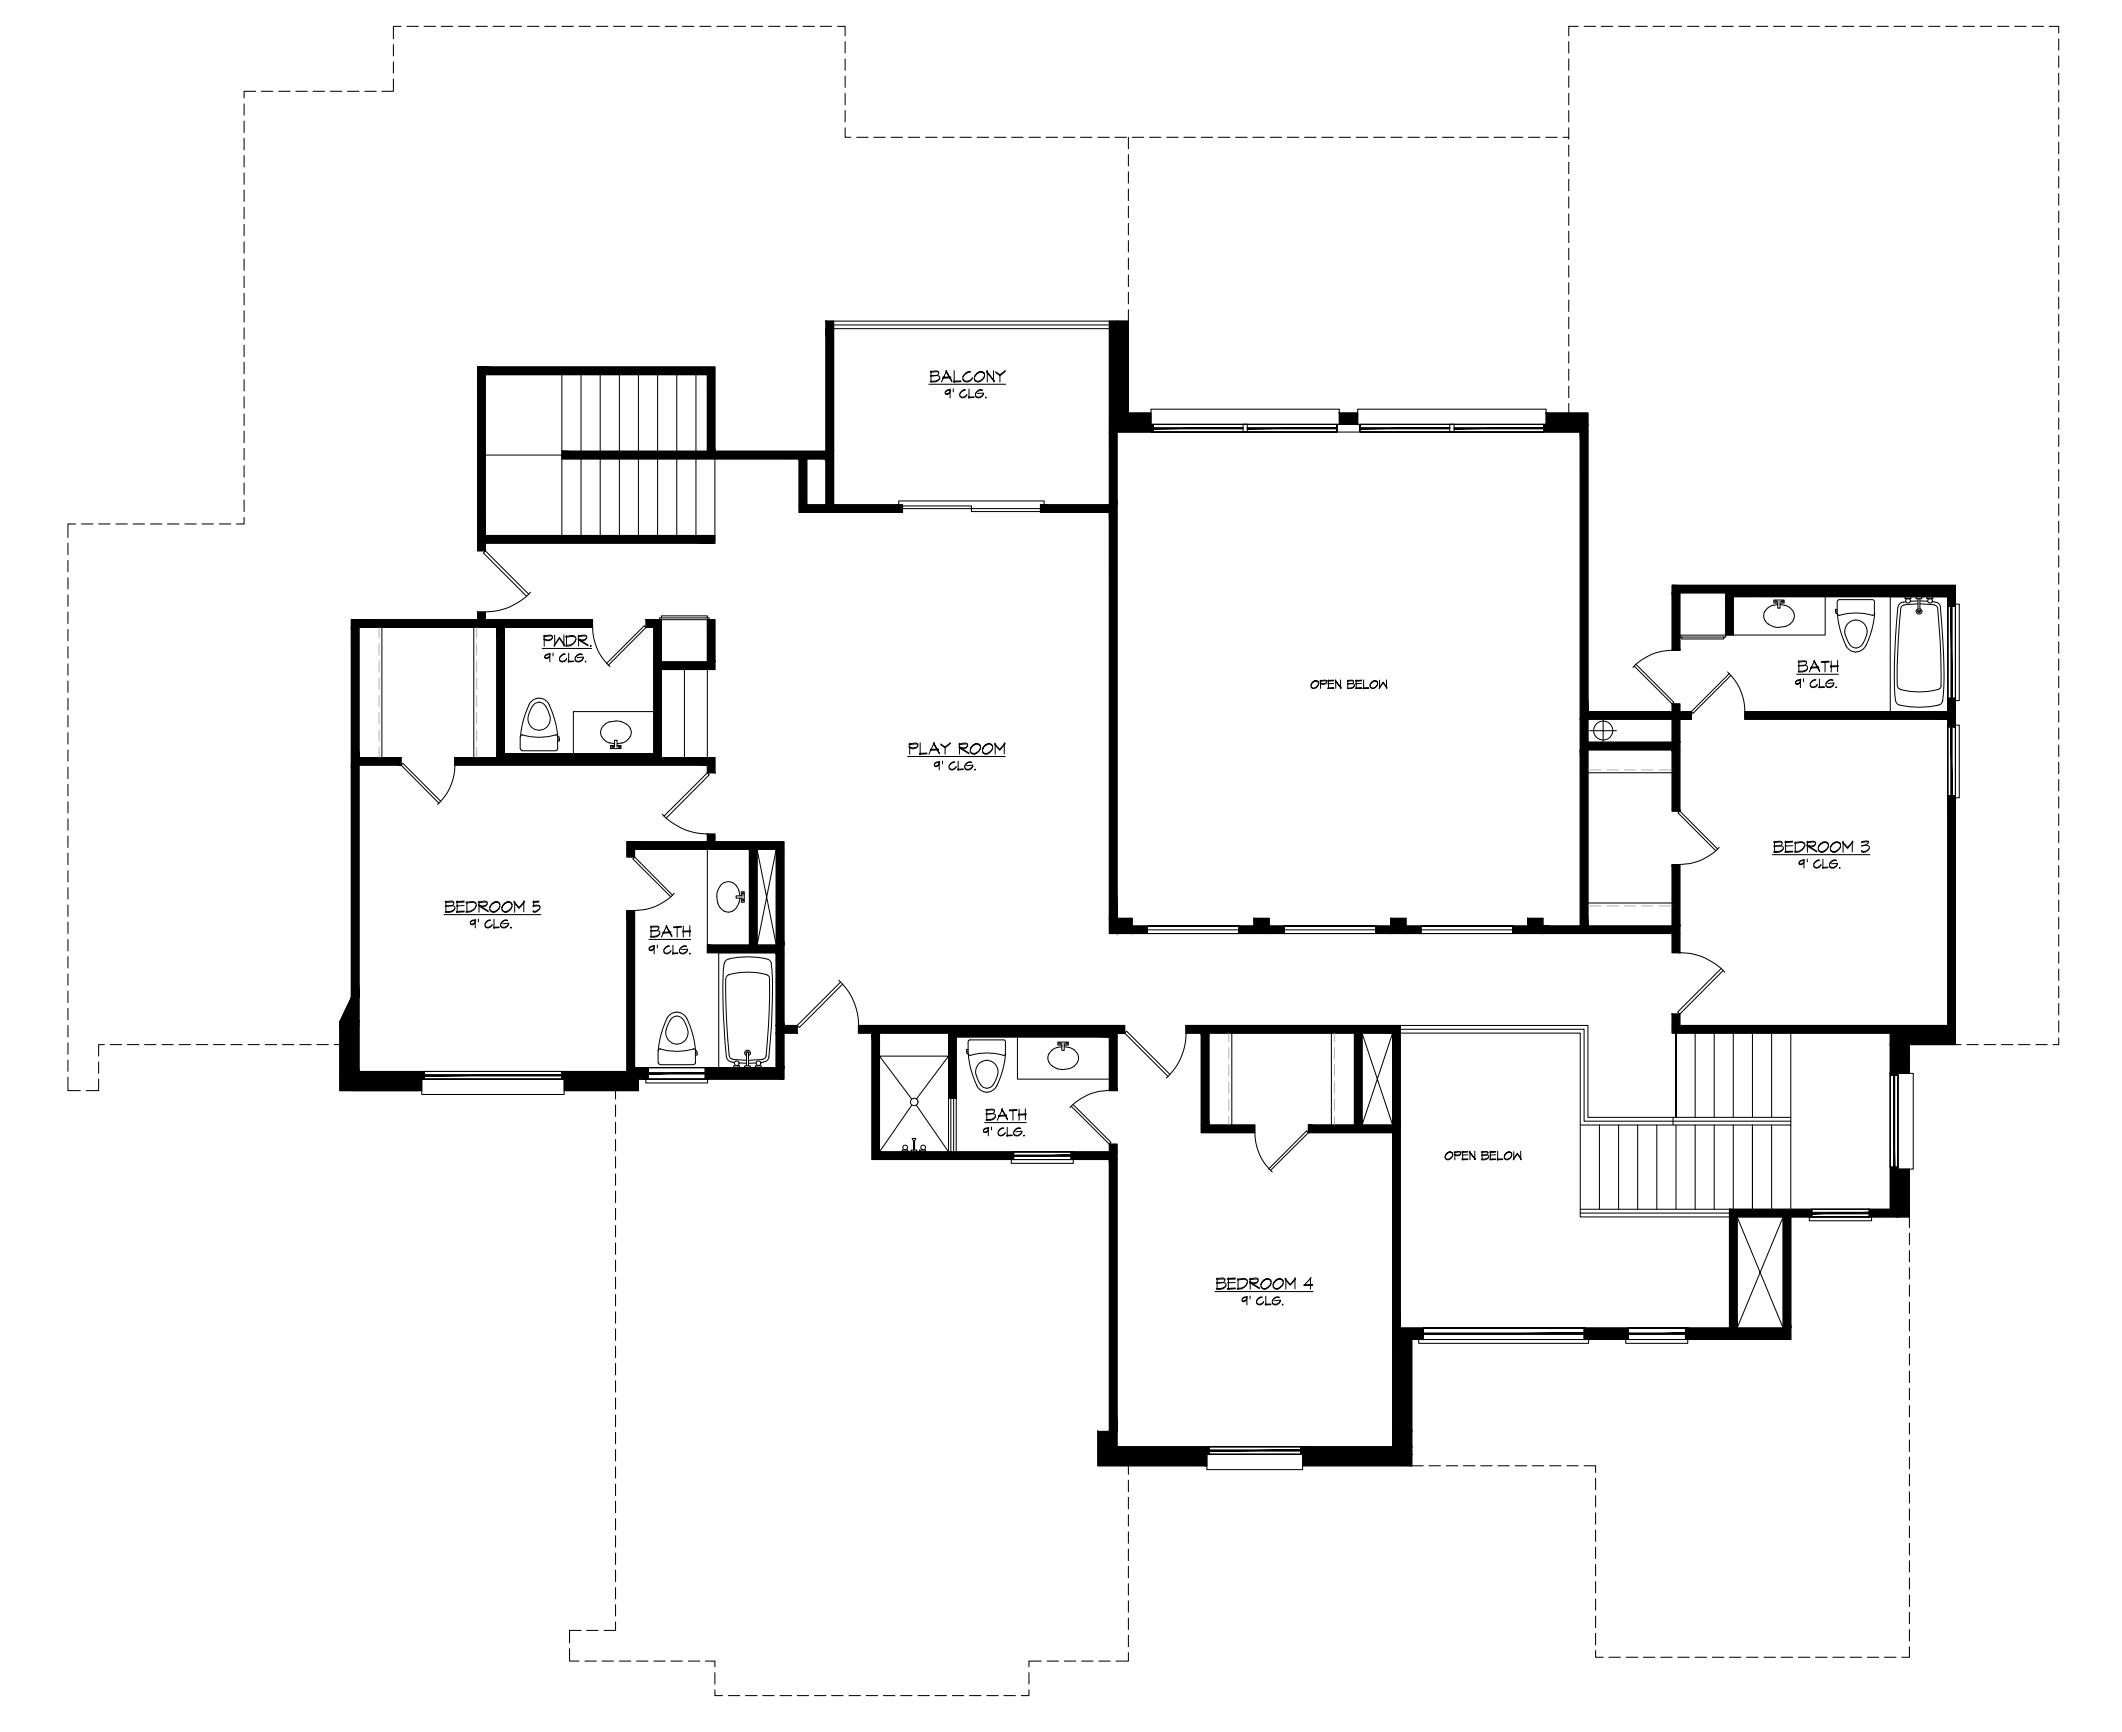 BALCONY
9' CLG.
PWDR.
9' CLG.
BATH
9' CLG.
OPEN BELOW
PLAY ROOM
9' CLG.
BEDROOM 3
9' CLG.
BEDROOM 5
9' CLG.
BATH
9' CLG.
BATH
9' CLG.
OPEN BELOW
BEDROOM 4
9' CLG.